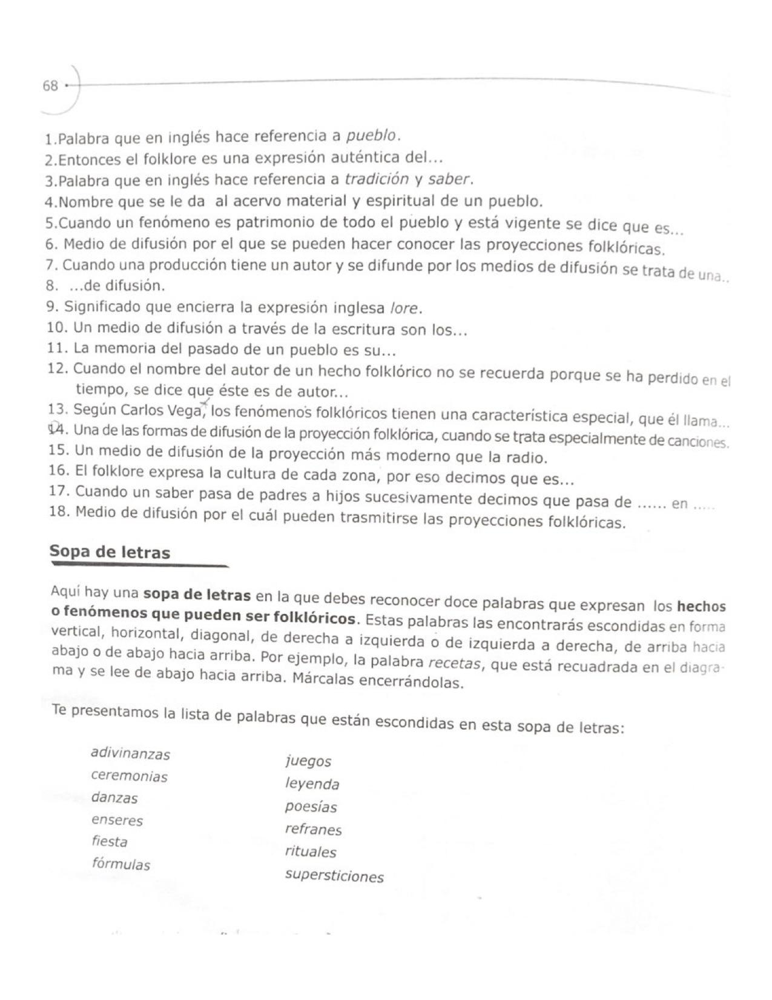 68
1.Palabra que en inglés hace referencia a pueblo.
2.Entonces el folklore es una expresión auténtica del...
3.Palabra que en inglés hace referencia a tradición y saber.
4.Nombre que se le da al acervo material y espiritual de un pueblo.
5.Cuando un fenómeno es patrimonio de todo el pueblo y está vigente se dice que es...
6. Medio de difusión por el que se pueden hacer conocer las proyecciones folklóricas.
7. Cuando una producción tiene un autor y se difunde por los medios de difusión se trata de una..
8. ...de difusión.
9. Significado que encierra la expresión inglesa lore.
10. Un medio de difusión a través de la escritura son los...
11. La memoria del pasado de un pueblo es su...
12. Cuando el nombre del autor de un hecho folklórico no se recuerda porque se ha perdido en el
tiempo, se dice que éste es de autor...
13. Según Carlos Vega, los fenómenos folklóricos tienen una característica especial, que él llama...
14. Una de las formas de difusión de la proyección folklórica, cuando se trata especialmente de canciones.
15. Un medio de difusión de la proyección más moderno que la radio.
16. El folklore expresa la cultura de cada zona, por eso decimos que es...
17. Cuando un saber pasa de padres a hijos sucesivamente decimos que pasa de ...... en .....
18. Medio de difusión por el cuál pueden trasmitirse las proyecciones folklóricas.
Sopa de letras
Aquí hay una sopa de letras en la que debes reconocer doce palabras que expresan los hechos
o fenómenos que pueden ser folklóricos. Estas palabras las encontrarás escondidas en forma
vertical, horizontal, diagonal, de derecha a izquierda o de izquierda a derecha, de arriba hacia
abajo o de abajo hacia arriba. Por ejemplo, la palabra recetas, que está recuadrada en el diagra-
ma y se lee de abajo hacia arriba. Márcalas encerrándolas.
Te presentamos la lista de palabras que están escondidas en esta sopa de letras:
adivinanzas
ceremonias
danzas
enseres
fiesta
fórmulas
juegos
leyenda
poesías
refranes
rituales
supersticiones